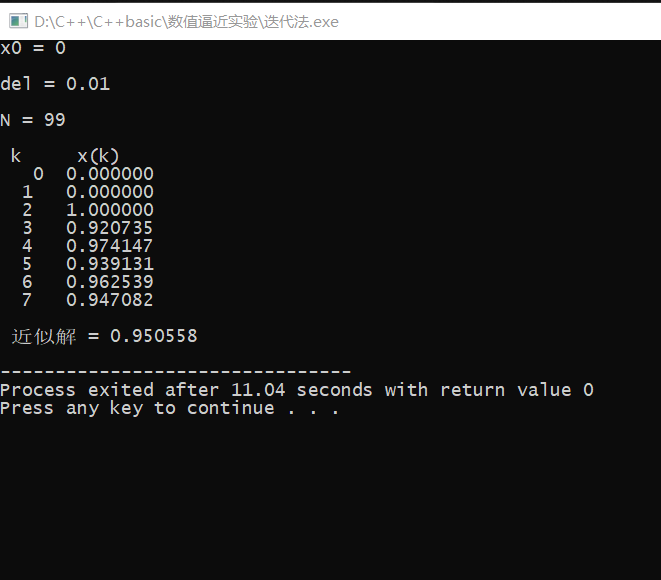 D:\C++\C++basic\数值逼近实验\迭代法.exe
x0 = 0
del = 0.01
N = 99
k x(k)
0 0.000000
1 0.000000
2 1.000000
3 0.920735
4 0.974147
5 0.939131
6 0.962539
7 0.947082
近似解 = 0.950558
--------------------------------
Process exited after 11.04 seconds with return value 0
Press any key to continue . . .